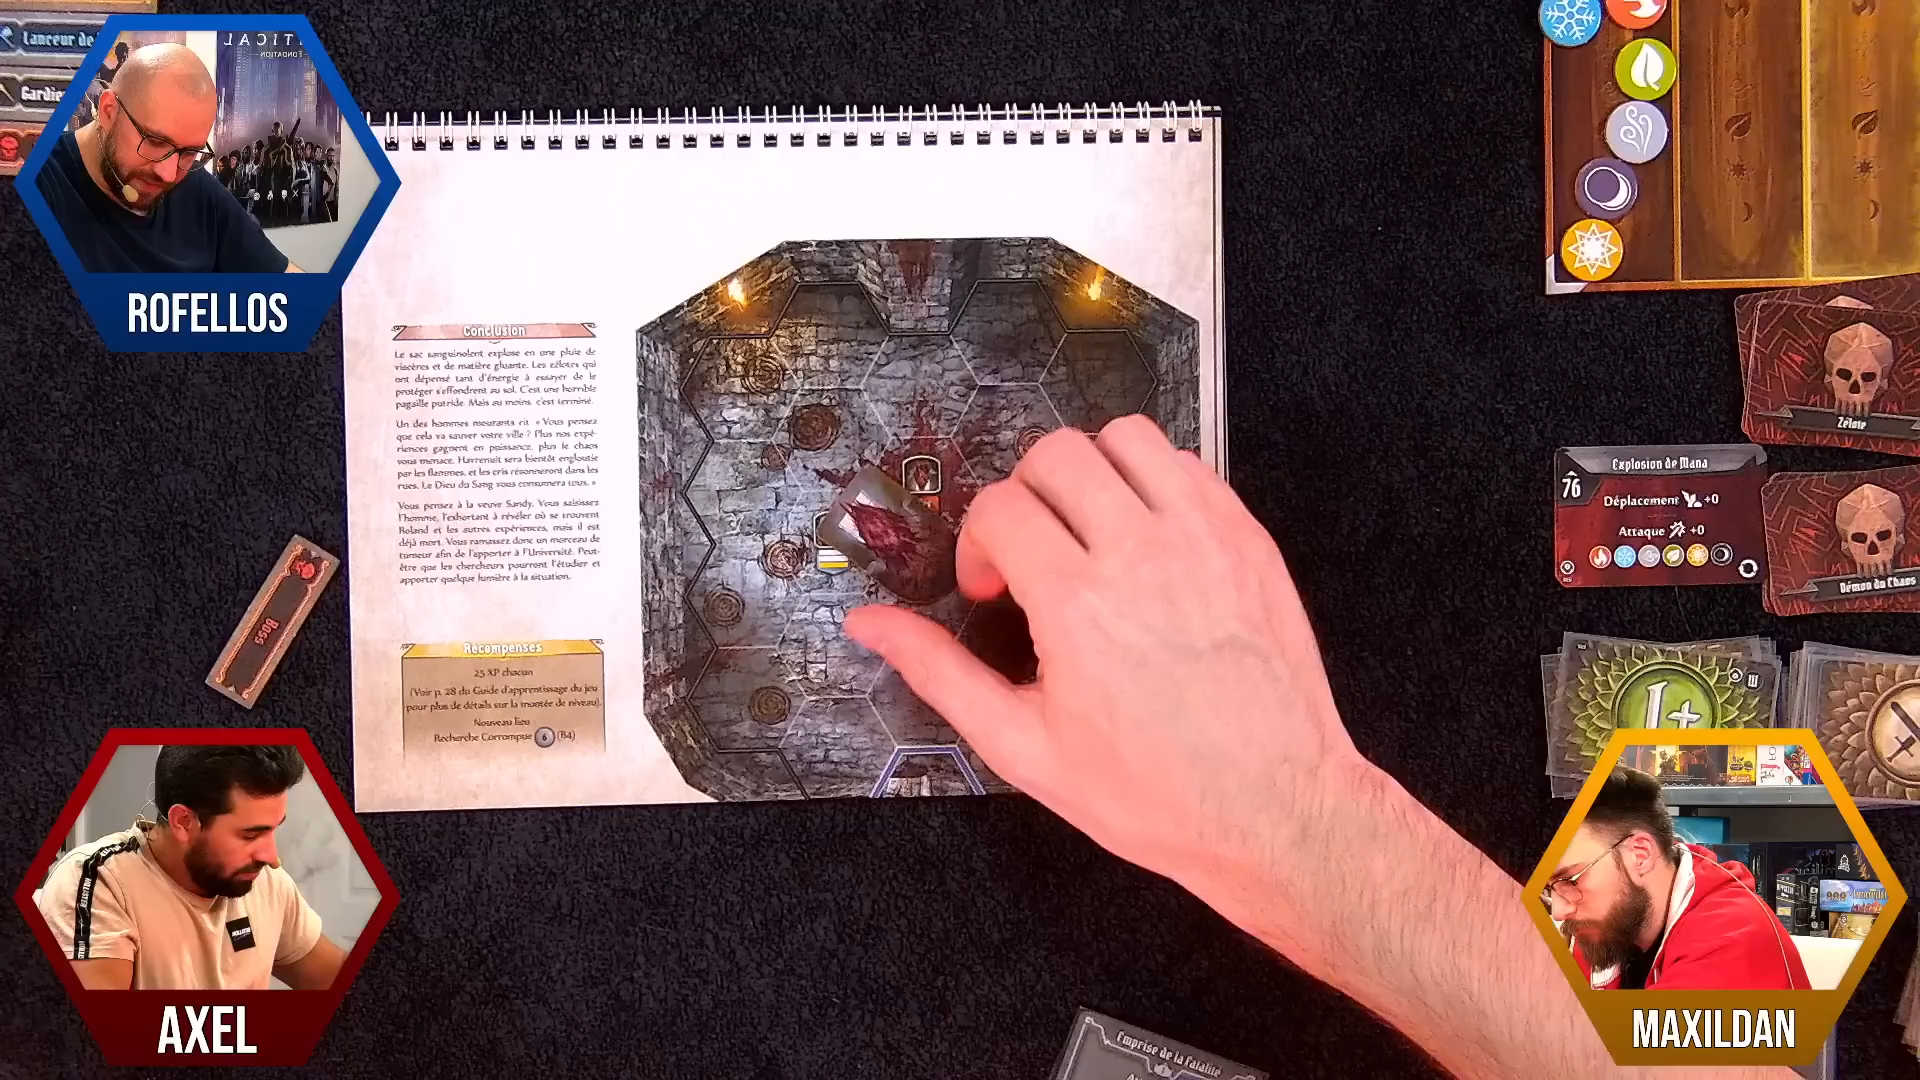 Lanceur de
Gardie
ITICAL
FONDATION
ROFELLOS
Conclusion
Le sac sanguinolent explose en une pluie de
viscères et de matière gluante. Les zélotes qui
ont dépensé tant d'énergie à essayer de le
protéger s'effondrent au sol. C'est une horrible
pagaille putride. Mais au moins, c'est terminé.
Un des hommes mourants rit. « Vous pensez
que cela va sauver votre ville ? Plus nos expé-
riences gagnent en puissance, plus le chaos
vous menace. Havrenuit sera bientôt engloutie
par les flammes, et les cris résonneront dans les
rues. Le Dieu du Sang vous consumera tous. »
Vous pensez à la veuve Sandy. Vous saisissez
l'homme, l'exhortant à révéler où se trouvent
Roland et les autres expériences, mais il est
déjà mort. Vous ramassez donc un morceau de
tumeur afin de l'apporter à l'Université. Peut-
être que les chercheurs pourront l'étudier et
apporter quelque lumière à la situation.
Récompenses
25 XP chacun
(Voir p. 28 du Guide d'apprentissage du jeu
pour plus de détails sur la montée de niveau).
Nouveau lieu
Recherche Corrompue 6 (B4)
Boss
Zélote
Explosion de Mana
76
Déplacement +0
Attaque +0
Démon du Chaos
1+
AXEL
MAXILDAN
Emprise de la Fatalité